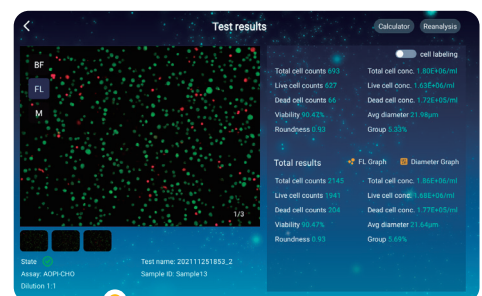 Test results
Calculator
Reanalysis
cell labeling
BF
FL
M
1/3
Total cell counts 693 Total cell conc. 1.80E+06/ml
Live cell counts 627 Live cell conc. 1.63E+06/ml
Dead cell counts 66 Dead cell conc. 1.72E+05/ml
Viability 90.47% Avg diameter 21.98μm
Roundness 0.93 Group 5.33%
Total results FL Graph Diameter Graph
Total cell counts 2145 Total cell conc. 1.86E+06/ml
Live cell counts 1941 Live cell cond. 1.68E+06/ml
Dead cell counts 204 Dead cell conc. 1.77E+05/ml
Viability 90.47% Avg diameter 21.64μm
Roundness 0.93 Group 5.69%
State Test name: 202111251853_2
Assay: AOPI-CHO Sample ID: Sample13
Dilution 1:1